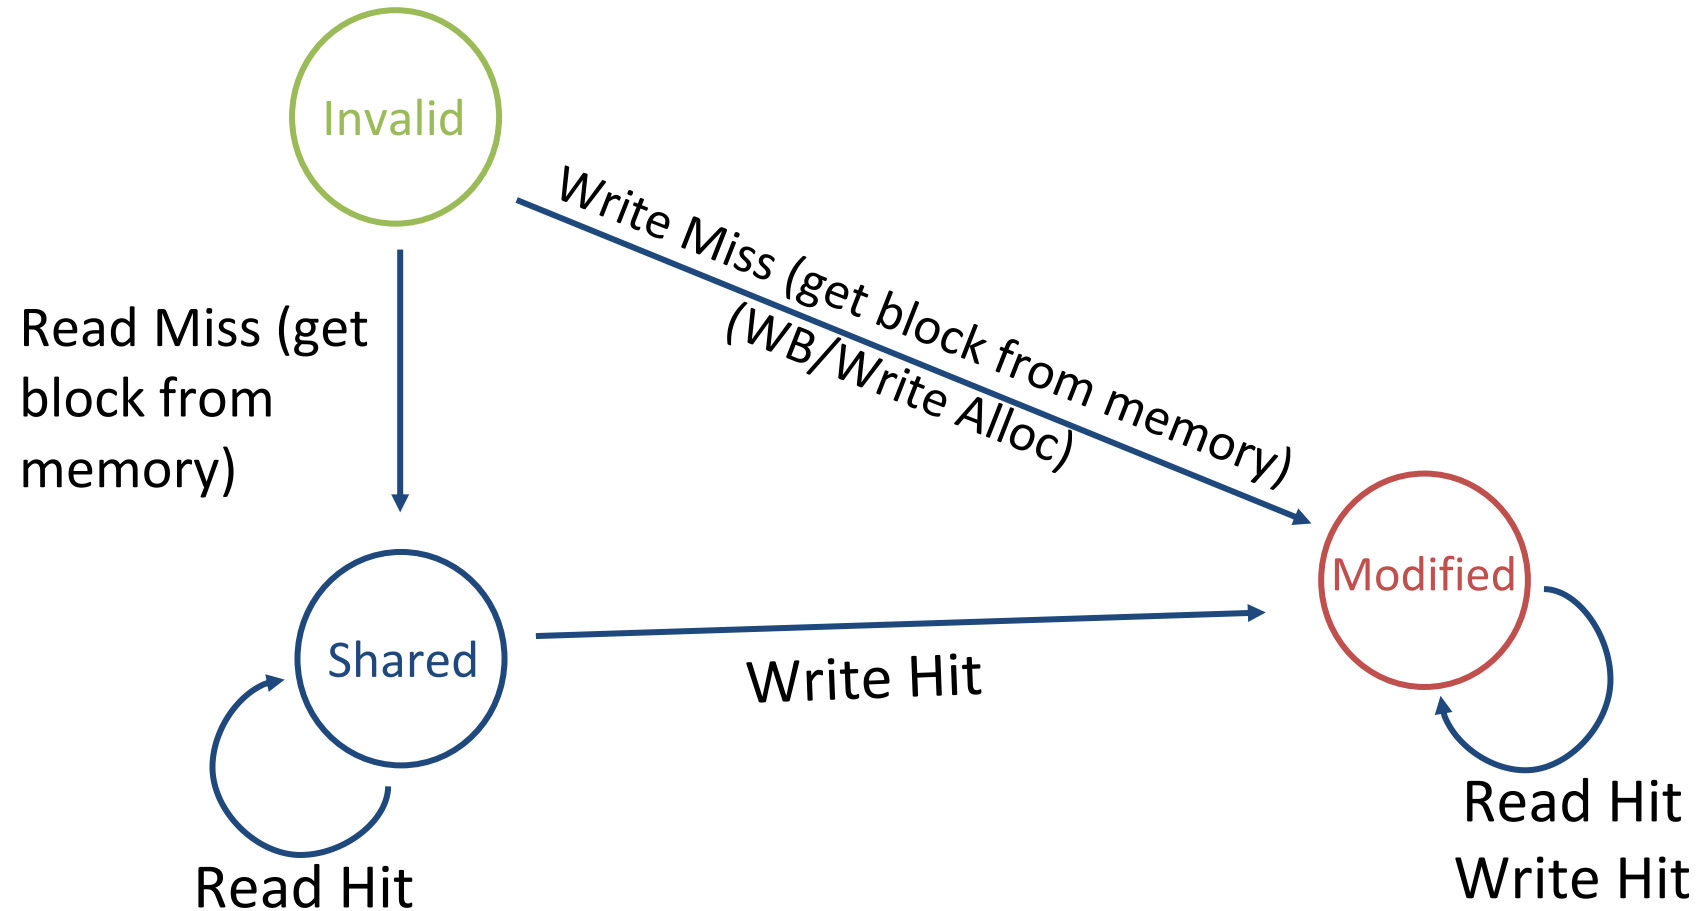 Invalid
Write Miss (get block from memory)
(WB/Write Alloc)
Read Miss (get
block from
memory)
Modified
Shared
Write Hit
Read Hit
Write Hit
Read Hit